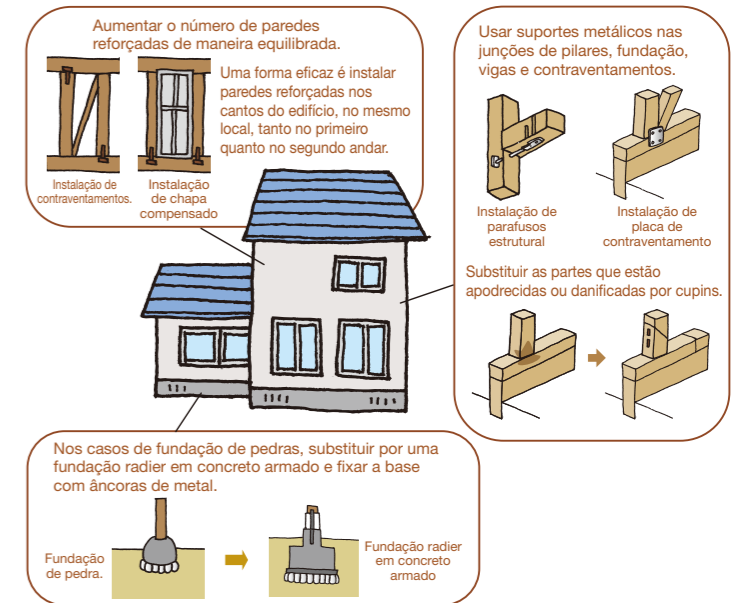 Aumentar o número de paredes
reforçadas de maneira equilibrada.
Uma forma eficaz é instalar
paredes reforçadas nos
cantos do edifício, no mesmo
local, tanto no primeiro
quanto no segundo andar.
Instalação de
contraventamentos.
Instalação
de chapa
compensado
Usar suportes metálicos nas
junções de pilares, fundação,
vigas e contraventamentos.
Instalação de
parafusos
estrutural
Instalação de
placa de
contraventamento
Substituir as partes que estão
apodrecidas ou danificadas por cupins.
Nos casos de fundação de pedras, substituir por uma
fundação radier em concreto armado e fixar a base
com âncoras de metal.
Fundação
de pedra.
Fundação radier
em concreto
armado